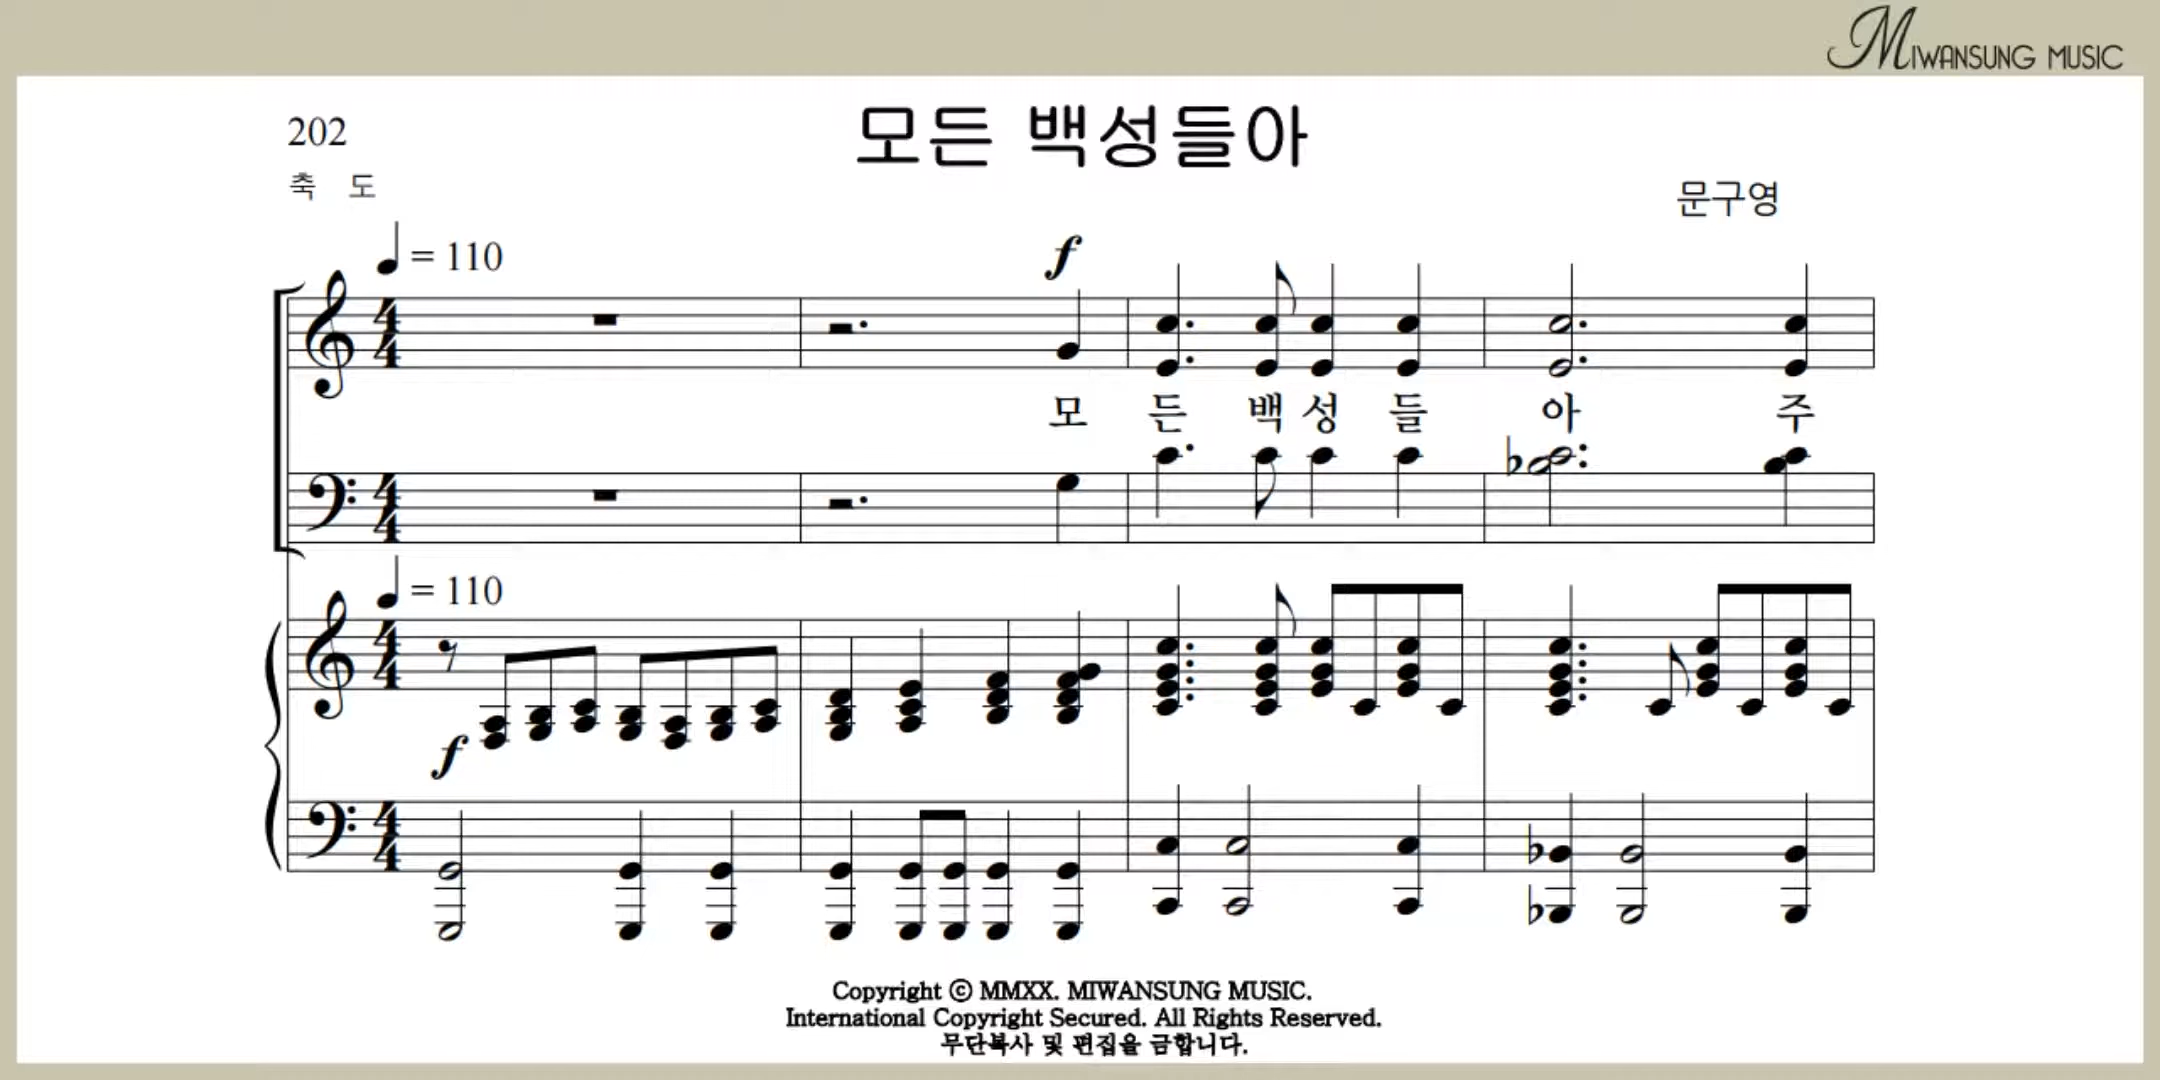 MIWANSUNG MUSIC
202
모든 백성들아
축 도
문구영
= 110
f
모 든 백 성 들 아 주
= 110
f
Copyright ⓒ MMXX. MIWANSUNG MUSIC.
International Copyright Secured. All Rights Reserved.
무단복사 및 편집을 금합니다.